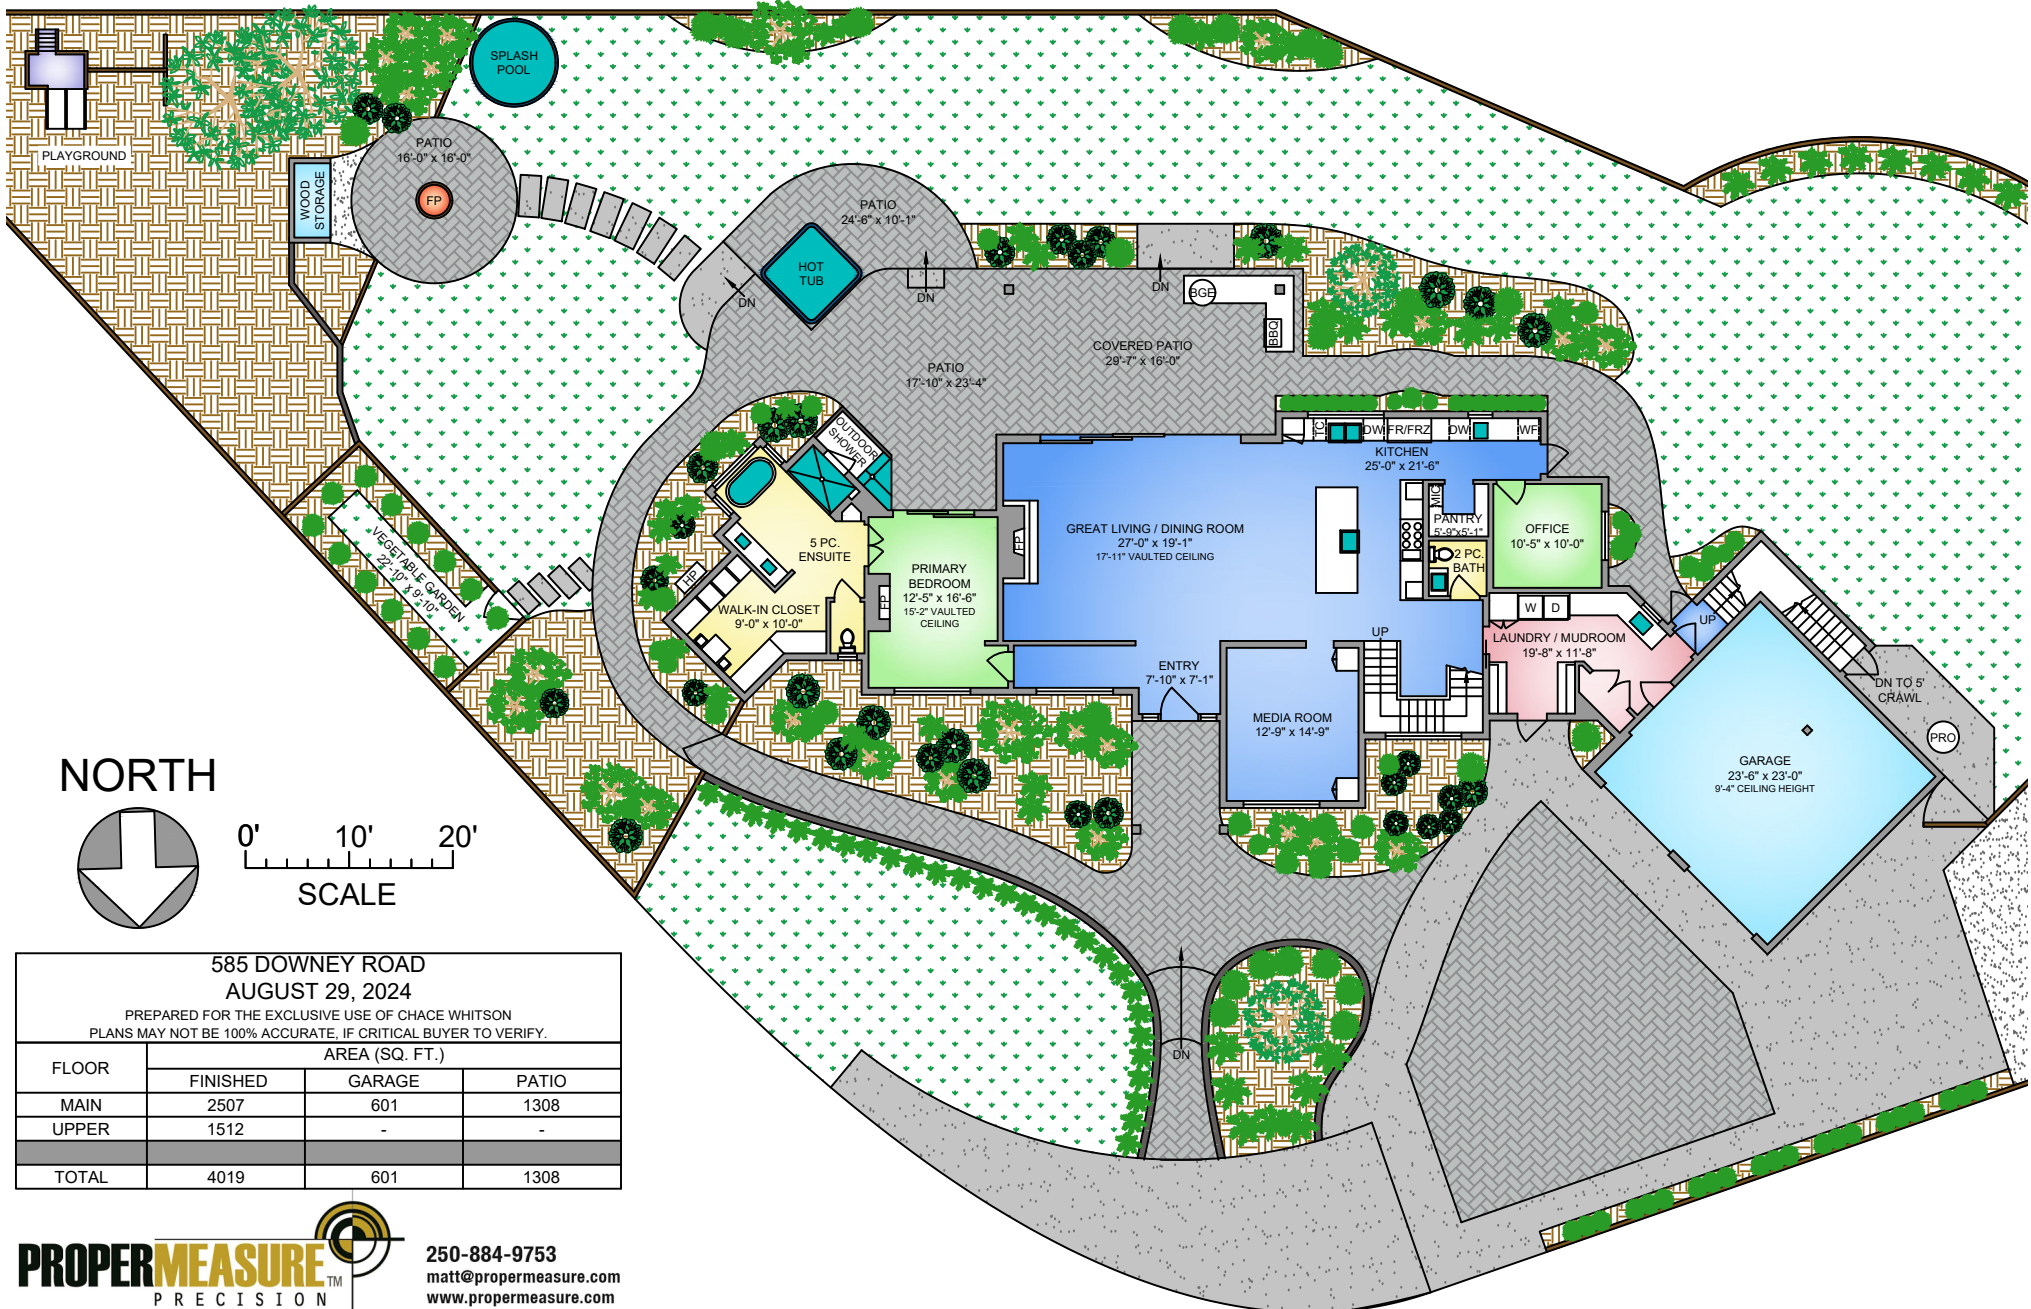 SPLASH
POOL
PLAYGROUND
WOOD
STORAGE
PATIO
16'-0" x 16'-0"
FP
PATIO
24'-6" x 10'-1"
HOT
TUB
DN
DN
DN
BGE
BBQ
COVERED PATIO
29'-7" x 16'-0"
PATIO
17'-10" x 23'-4"
OUTDOOR
SHOWER
TC
DW
FR/FRZ
DW
WF
KITCHEN
25'-0" x 21'-6"
MIC
PANTRY
5'-9"x5'-1"
OFFICE
10'-5" x 10'-0"
2 PC.
BATH
GREAT LIVING / DINING ROOM
27'-0" x 19'-1"
17'-11" VAULTED CEILING
FP
5 PC.
ENSUITE
PRIMARY
BEDROOM
12'-5" x 16'-6"
15'-2" VAULTED
CEILING
FP
HP
WALK-IN CLOSET
9'-0" x 10'-0"
VEGETABLE GARDEN
22'-10" x 9'-10"
W
D
UP
LAUNDRY / MUDROOM
19'-8" x 11'-8"
UP
ENTRY
7'-10" x 7'-1"
MEDIA ROOM
12'-9" x 14'-9"
DN TO 5'
CRAWL
PRO
GARAGE
23'-6" x 23'-0"
9'-4" CEILING HEIGHT
DN
NORTH
0' 10' 20'
SCALE
585 DOWNEY ROAD
AUGUST 29, 2024
PREPARED FOR THE EXCLUSIVE USE OF CHACE WHITSON
PLANS MAY NOT BE 100% ACCURATE, IF CRITICAL BUYER TO VERIFY.
FLOOR AREA (SQ. FT.)
FINISHED GARAGE PATIO
MAIN 2507 601 1308
UPPER 1512 - -
TOTAL 4019 601 1308
PROPERMEASURE TM
PRECISION
250-884-9753
matt@propermeasure.com
www.propermeasure.com